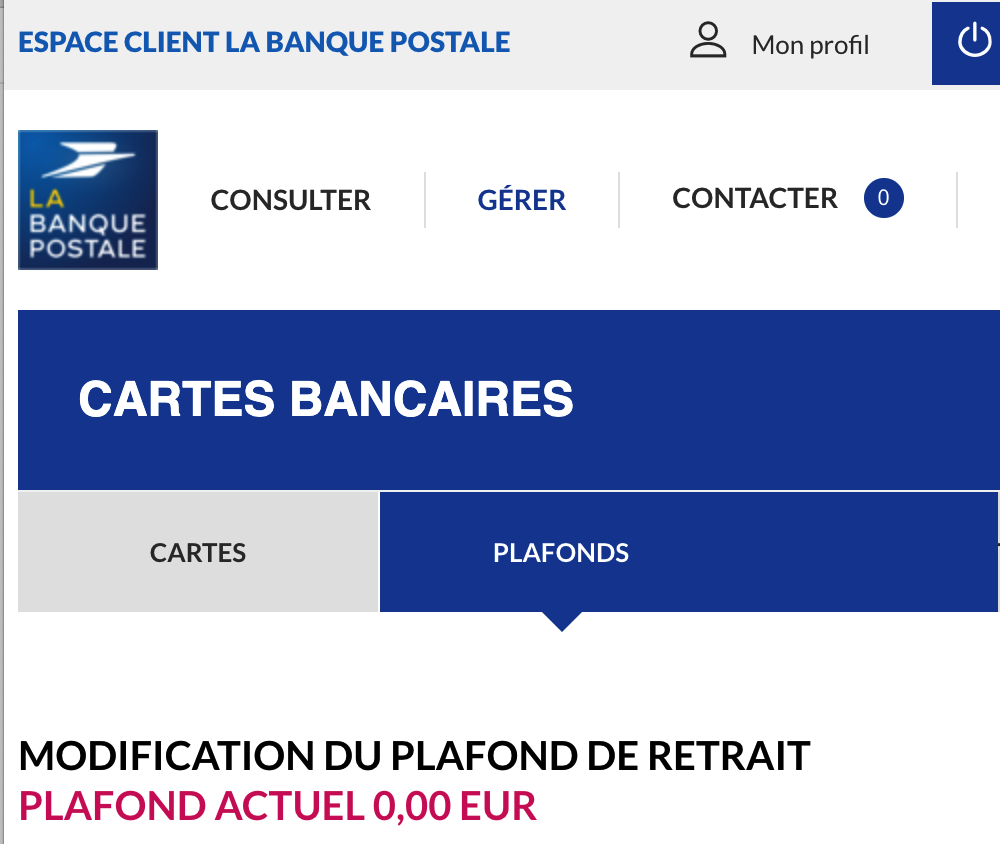 ESPACE CLIENT LA BANQUE POSTALE
Mon profil
LA
BANQUE
POSTALE
CONSULTER
GÉRER
CONTACTER 0
CARTES BANCAIRES
CARTES
PLAFONDS
MODIFICATION DU PLAFOND DE RETRAIT
PLAFOND ACTUEL 0,00 EUR